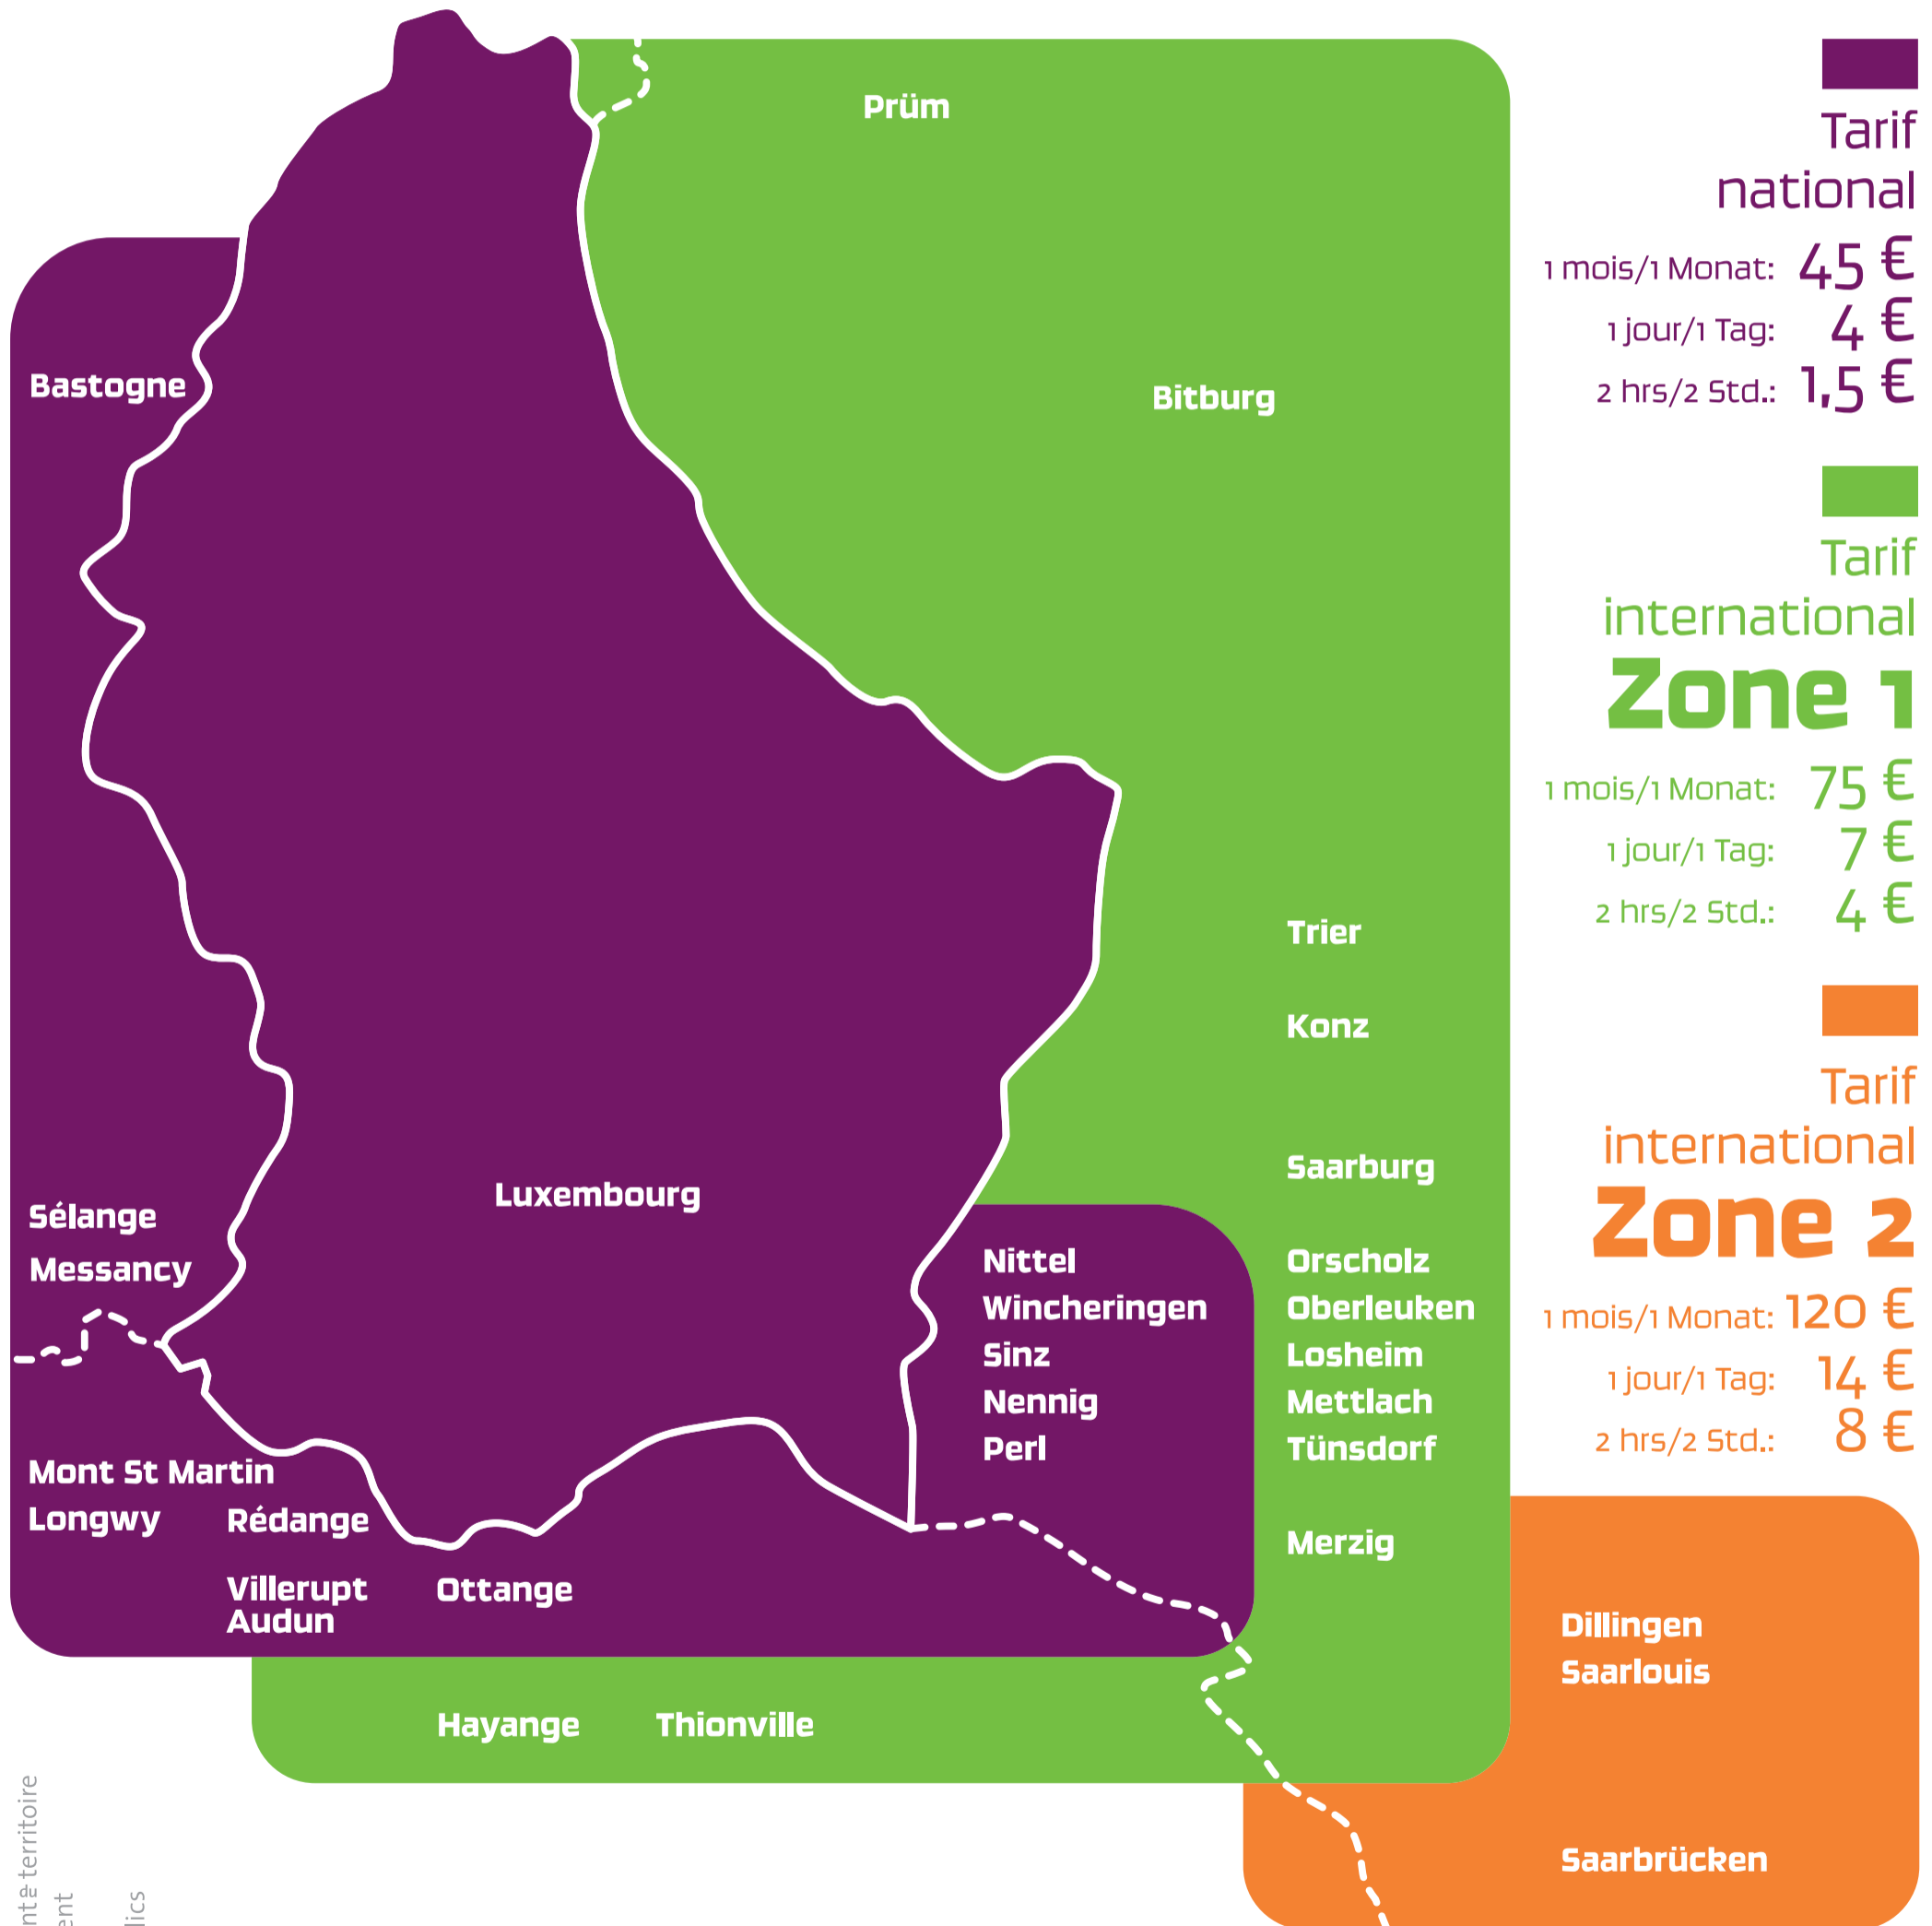 Prüm
Bastogne
Bitburg
Trier
Konz
Saarburg
Luxembourg
Sélange
Messancy
Nittel
Wincheringen
Sinz
Nennig
Perl
Orscholz
Oberleuken
Losheim
Mettlach
Tünsdorf
Merzig
Mont St Martin
Longwy
Rédange
Villerupt
Audun
Ottange
Hayange
Thionville
Dillingen
Saarlouis
Saarbrücken
Tarif
national
1 mois/1 Monat: 45 €
1 jour/1 Tag: 4 €
2 hrs/2 Std.: 1,5 €
Tarif
international
Zone 1
1 mois/1 Monat: 75 €
1 jour/1 Tag: 7 €
2 hrs/2 Std.: 4 €
Tarif
international
Zone 2
1 mois/1 Monat: 120 €
1 jour/1 Tag: 14 €
2 hrs/2 Std.: 8 €
territoire